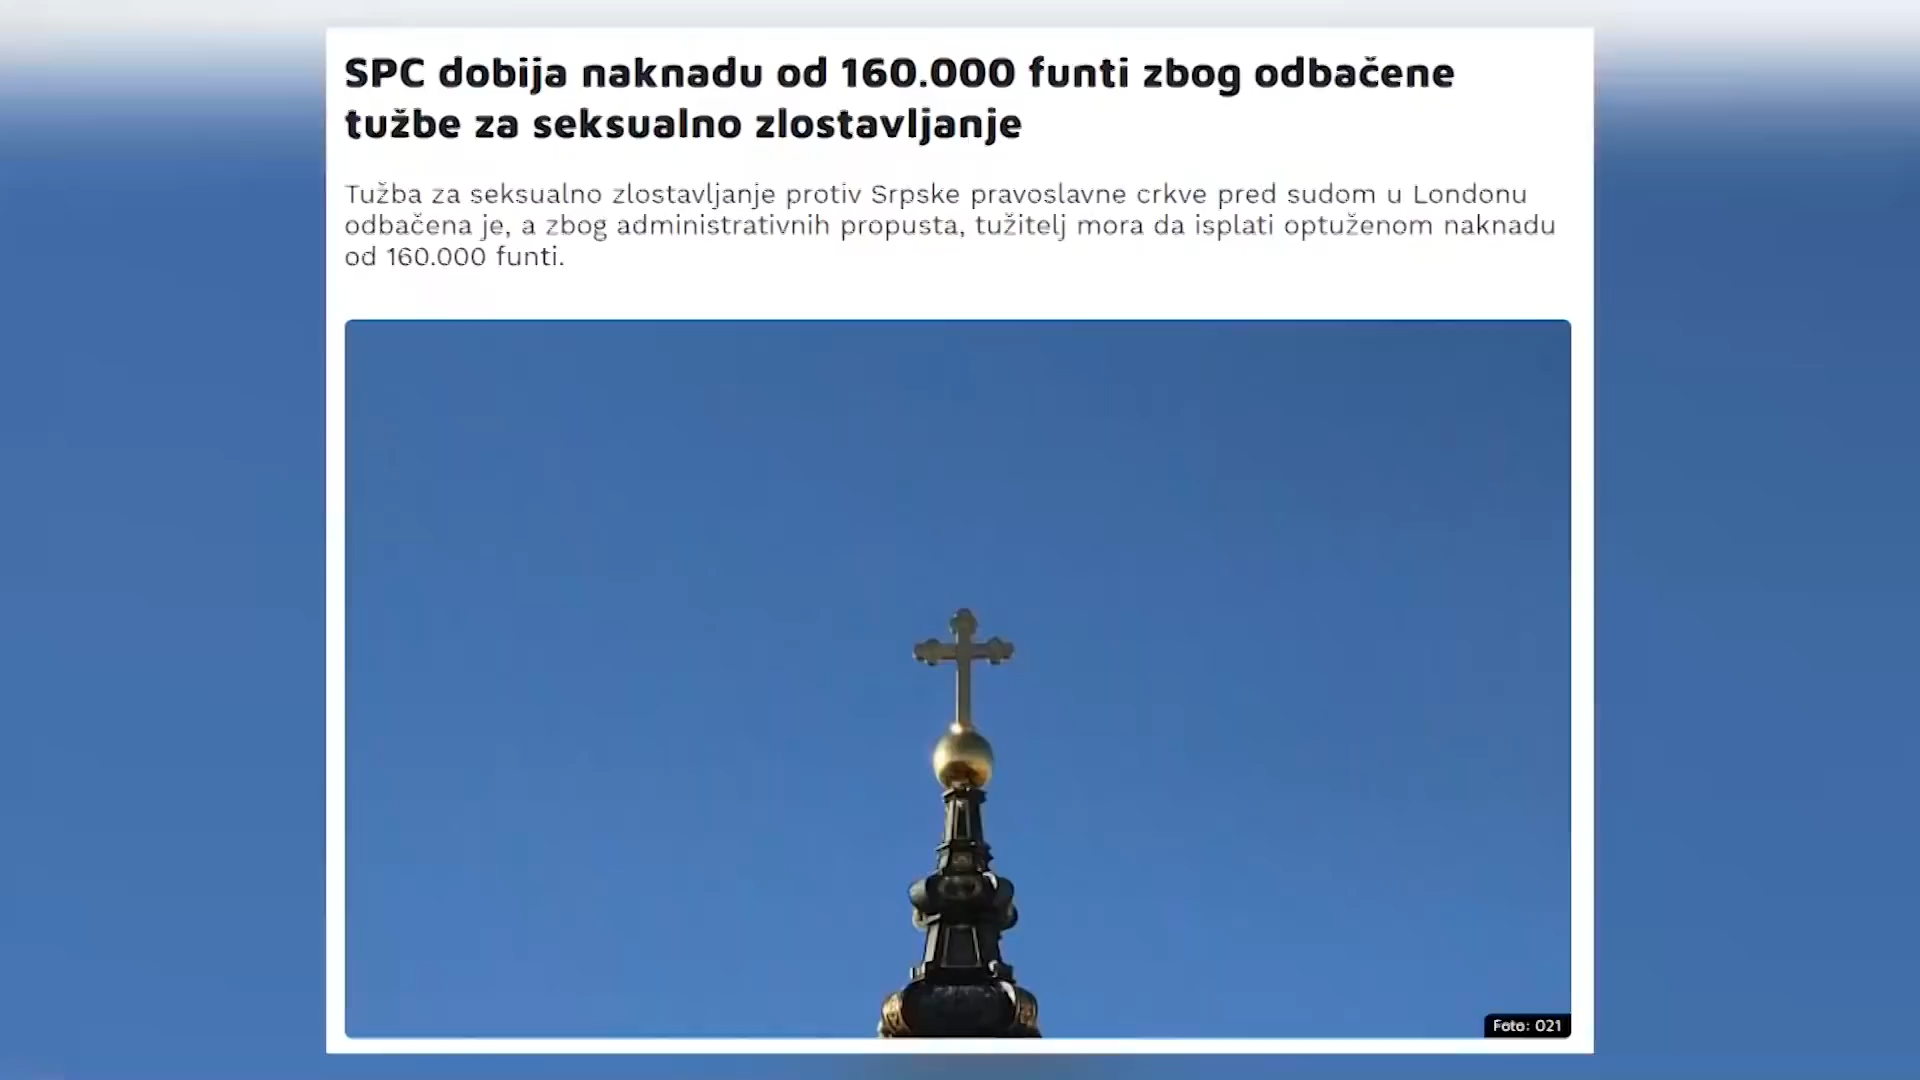 SPC dobija naknadu od 160.000 funti zbog odbačene
tužbe za seksualno zlostavljanje
Tužba za seksualno zlostavljanje protiv Srpske pravoslavne crkve pred sudom u Londonu
odbačena je, a zbog administrativnih propusta, tužitelj mora da isplati optuženom naknadu
od 160.000 funti.
Foto: 021